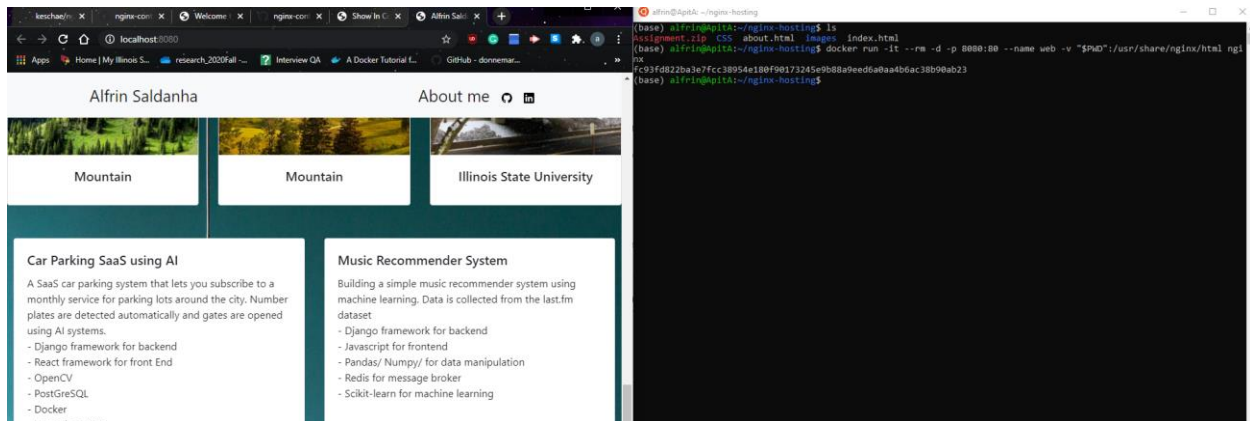 keschae/n
nginx-cont
Welcome
nginx-cont
Show In
Alfrin Sald
localhost:8080
Apps
Home | My Illinois S...
research_2020Fall -...
Interview QA
A Docker Tutorial f...
GitHub - donnemar...
Alfrin Saldanha
About me
Mountain
Mountain
Illinois State University
Car Parking SaaS using AI
A SaaS car parking system that lets you subscribe to a
monthly service for parking lots around the city. Number
plates are detected automatically and gates are opened
using AI systems.
- Django framework for backend
- React framework for front End
- OpenCV
- PostGreSQL
- Docker
Music Recommender System
Building a simple music recommender system using
machine learning. Data is collected from the last.fm
dataset
- Django framework for backend
- Javascript for frontend
- Pandas/ Numpy/ for data manipulation
- Redis for message broker
- Scikit-learn for machine learning
alfrin@ApitA: ~/nginx-hosting
(base) alfrin@ApitA:~/nginx-hosting$ ls
Assignment.zip CSS about.html images index.html
(base) alfrin@ApitA:~/nginx-hosting$ docker run -it --rm -d -p 8080:80 --name web -v "$PWD":/usr/share/nginx/html ngi
nx
fc93fd822ba3e7fcc38954e180f90173245e9b88a9eed6a0aa4b6ac38b90ab23
(base) alfrin@ApitA:~/nginx-hosting$